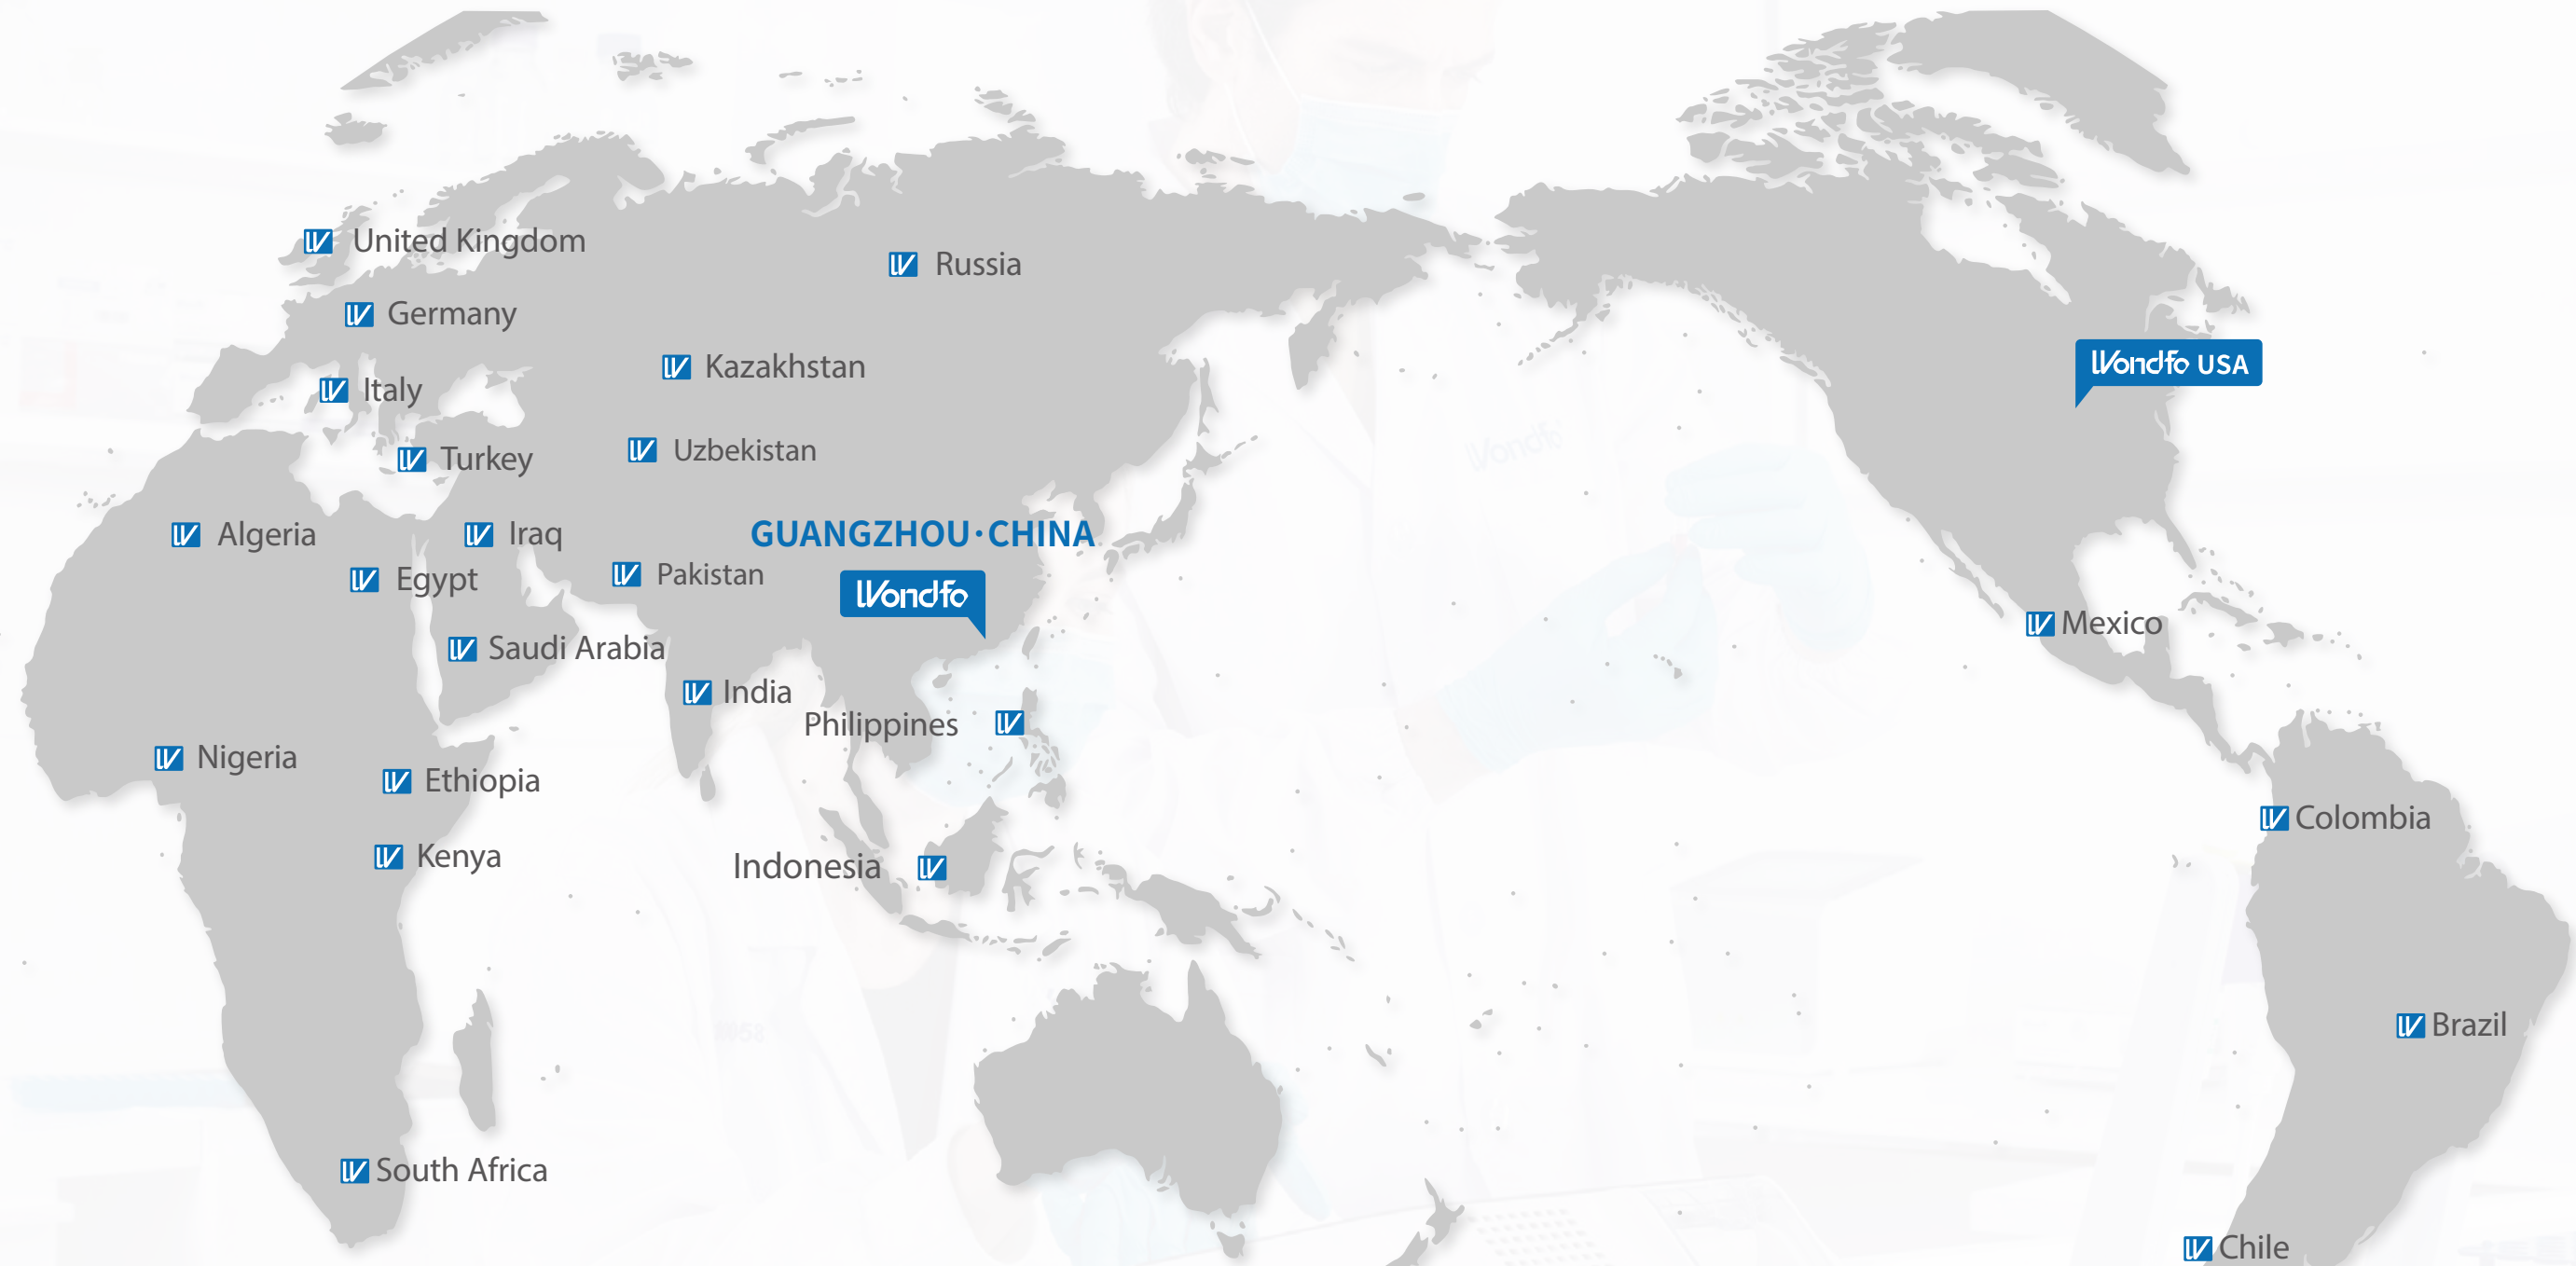 United Kingdom
Russia
Germany
Wondfo USA
Kazakhstan
Italy
Uzbekistan
Turkey
Algeria
Iraq
GUANGZHOU·CHINA
Pakistan
Egypt
Wondfo
Mexico
Saudi Arabia
India
Philippines
Nigeria
Ethiopia
Colombia
Kenya
Indonesia
Brazil
South Africa
Chile
Wondfo